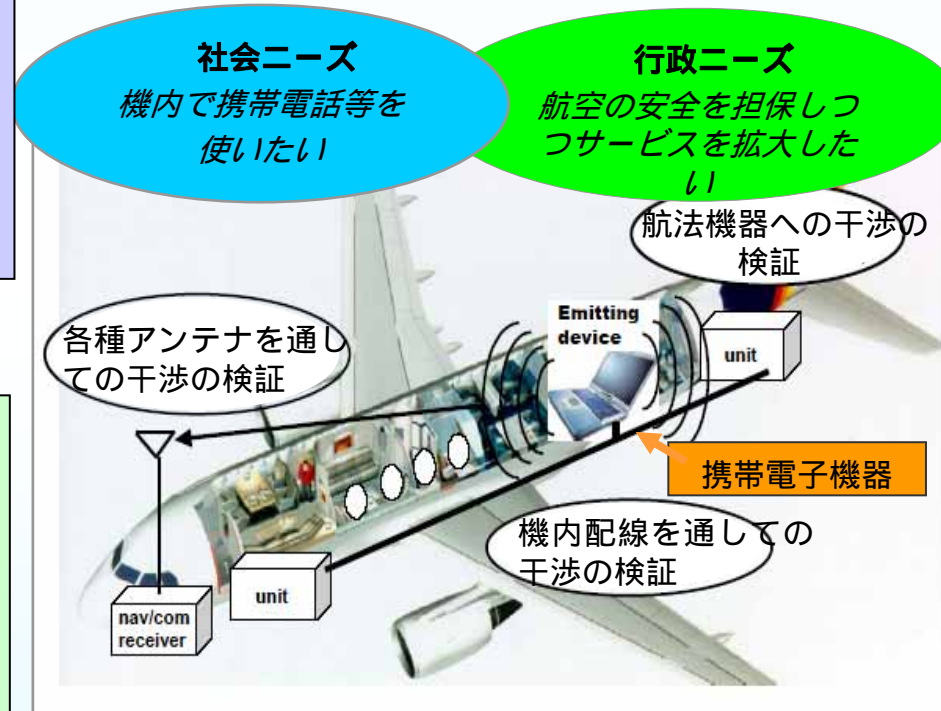 社会ニーズ
機内で携帯電話等を
使いたい
行政ニーズ
航空の安全を担保しつ
つサービスを拡大した
い
航法機器への干渉の
検証
各種アンテナを通し
ての干渉の検証
Emitting
device
unit
携帯電子機器
機内配線を通しての
干渉の検証
unit
nav/com
receiver